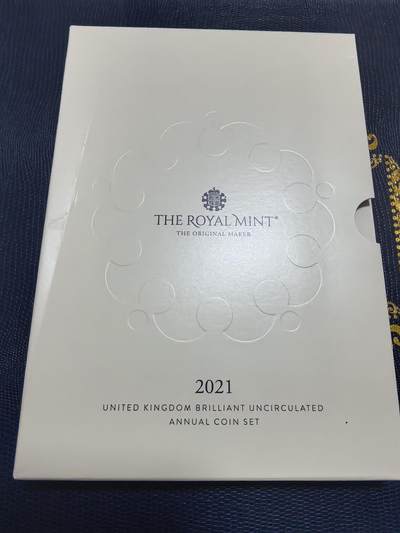 THE ROYAL MINT®
THE ORIGINAL MAKER
2021
UNITED KINGDOM BRILLIANT UNCIRCULATED
ANNUAL COIN SET